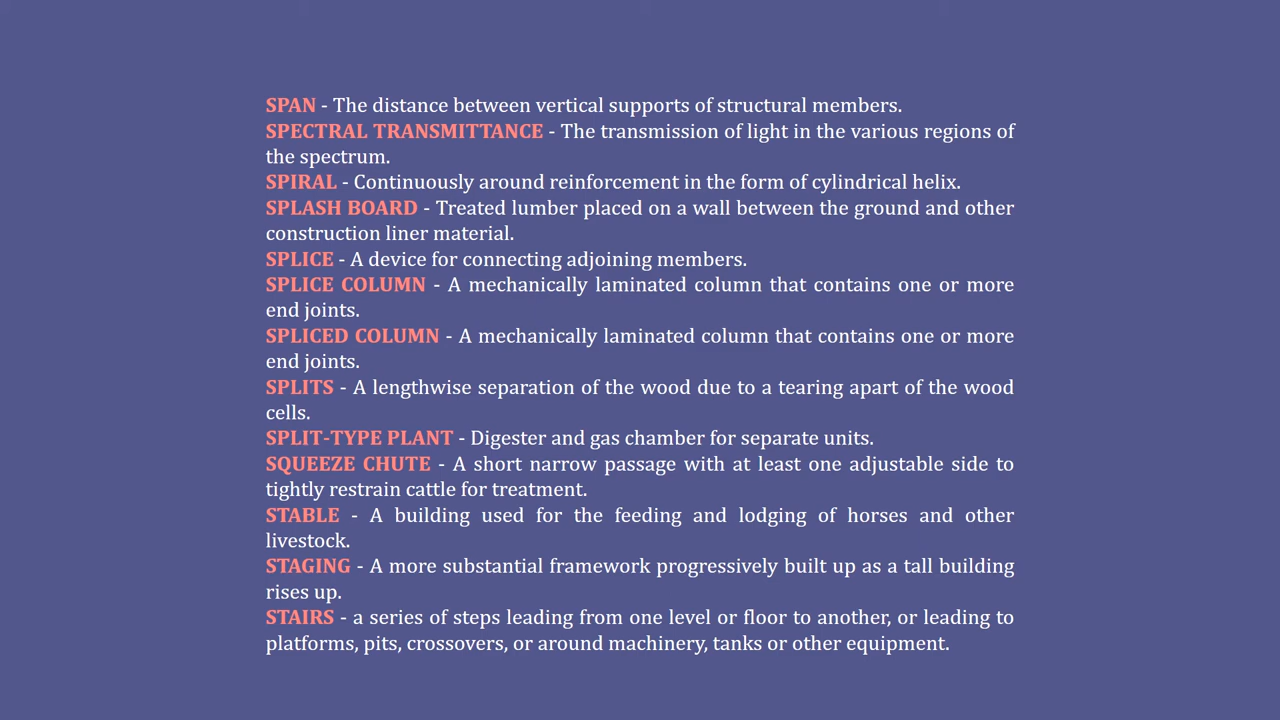 SPAN - The distance between vertical supports of structural members.
SPECTRAL TRANSMITTANCE - The transmission of light in the various regions of
the spectrum.
SPIRAL - Continuously around reinforcement in the form of cylindrical helix.
SPLASH BOARD - Treated lumber placed on a wall between the ground and other
construction liner material.
SPLICE - A device for connecting adjoining members.
SPLICE COLUMN - A mechanically laminated column that contains one or more
end joints.
SPLICED COLUMN - A mechanically laminated column that contains one or more
end joints.
SPLITS - A lengthwise separation of the wood due to a tearing apart of the wood
cells.
SPLIT-TYPE PLANT - Digester and gas chamber for separate units.
SQUEEZE CHUTE - A short narrow passage with at least one adjustable side to
tightly restrain cattle for treatment.
STABLE - A building used for the feeding and lodging of horses and other
livestock.
STAGING - A more substantial framework progressively built up as a tall building
rises up.
STAIRS - a series of steps leading from one level or floor to another, or leading to
platforms, pits, crossovers, or around machinery, tanks or other equipment.